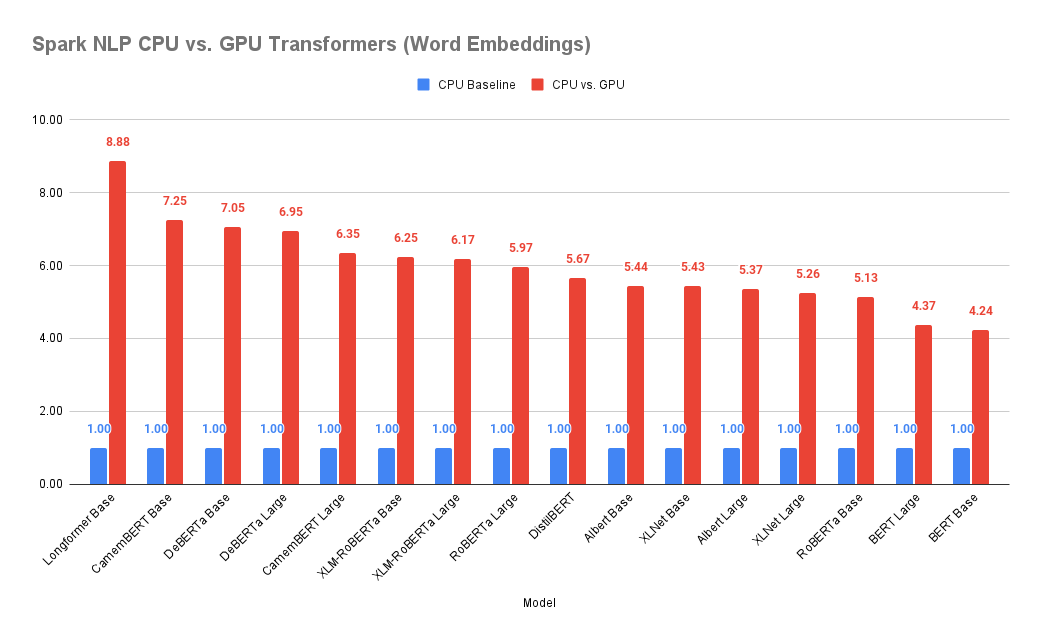 Spark NLP CPU vs. GPU Transformers (Word Embeddings)
CPU Baseline CPU vs. GPU
10.00
8.00
6.00
4.00
2.00
0.00
8.88
7.25
7.05
6.95
6.35
6.25
6.17
5.97
5.67
5.44
5.43
5.37
5.26
5.13
4.37
4.24
1.00 1.00 1.00 1.00 1.00 1.00 1.00 1.00 1.00 1.00 1.00 1.00 1.00 1.00 1.00 1.00
Longformer Base
CamemBERT Base
DeBERTa Base
DeBERTa Large
CamemBERT Large
XLM-RoBERTa Base
XLM-RoBERTa Large
RoBERTa Large
DistilBERT
Albert Base
XLNet Base
Albert Large
XLNet Large
RoBERTa Base
BERT Large
BERT Base
Model